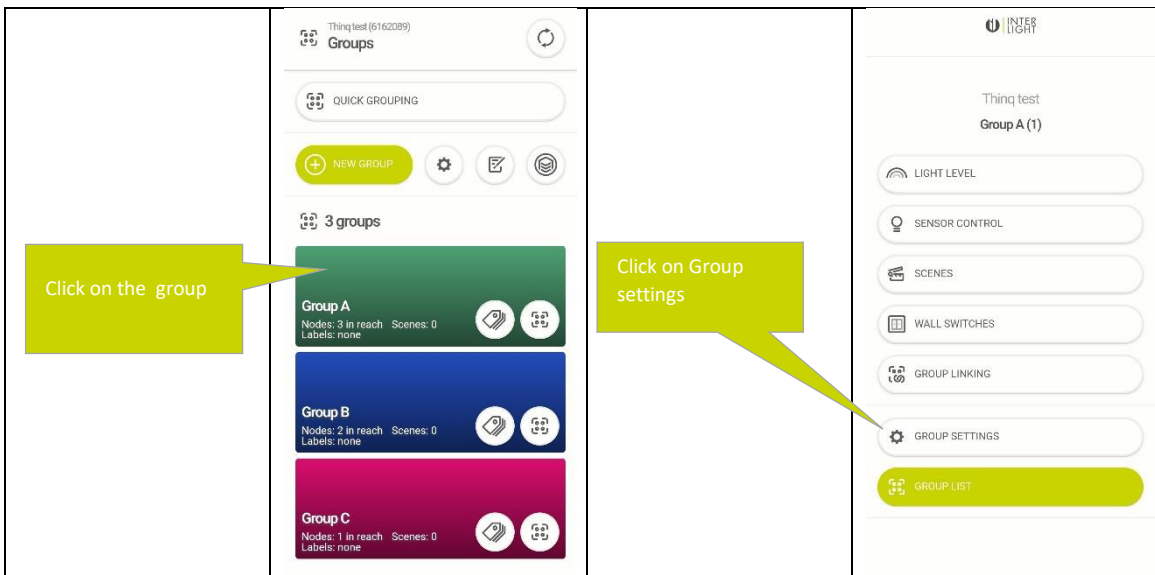 Thinq test (6162089)
Groups
QUICK GROUPING
NEW GROUP
3 groups
Click on the group
Group A
Nodes: 3 in reach Scenes: 0
Labels: none
Group B
Nodes: 2 in reach Scenes: 0
Labels: none
Group C
Nodes: 1 in reach Scenes: 0
Labels: none
Click on Group
settings
INTER
LIGHT
Thinq test
Group A (1)
LIGHT LEVEL
SENSOR CONTROL
SCENES
WALL SWITCHES
GROUP LINKING
GROUP SETTINGS
GROUP LIST